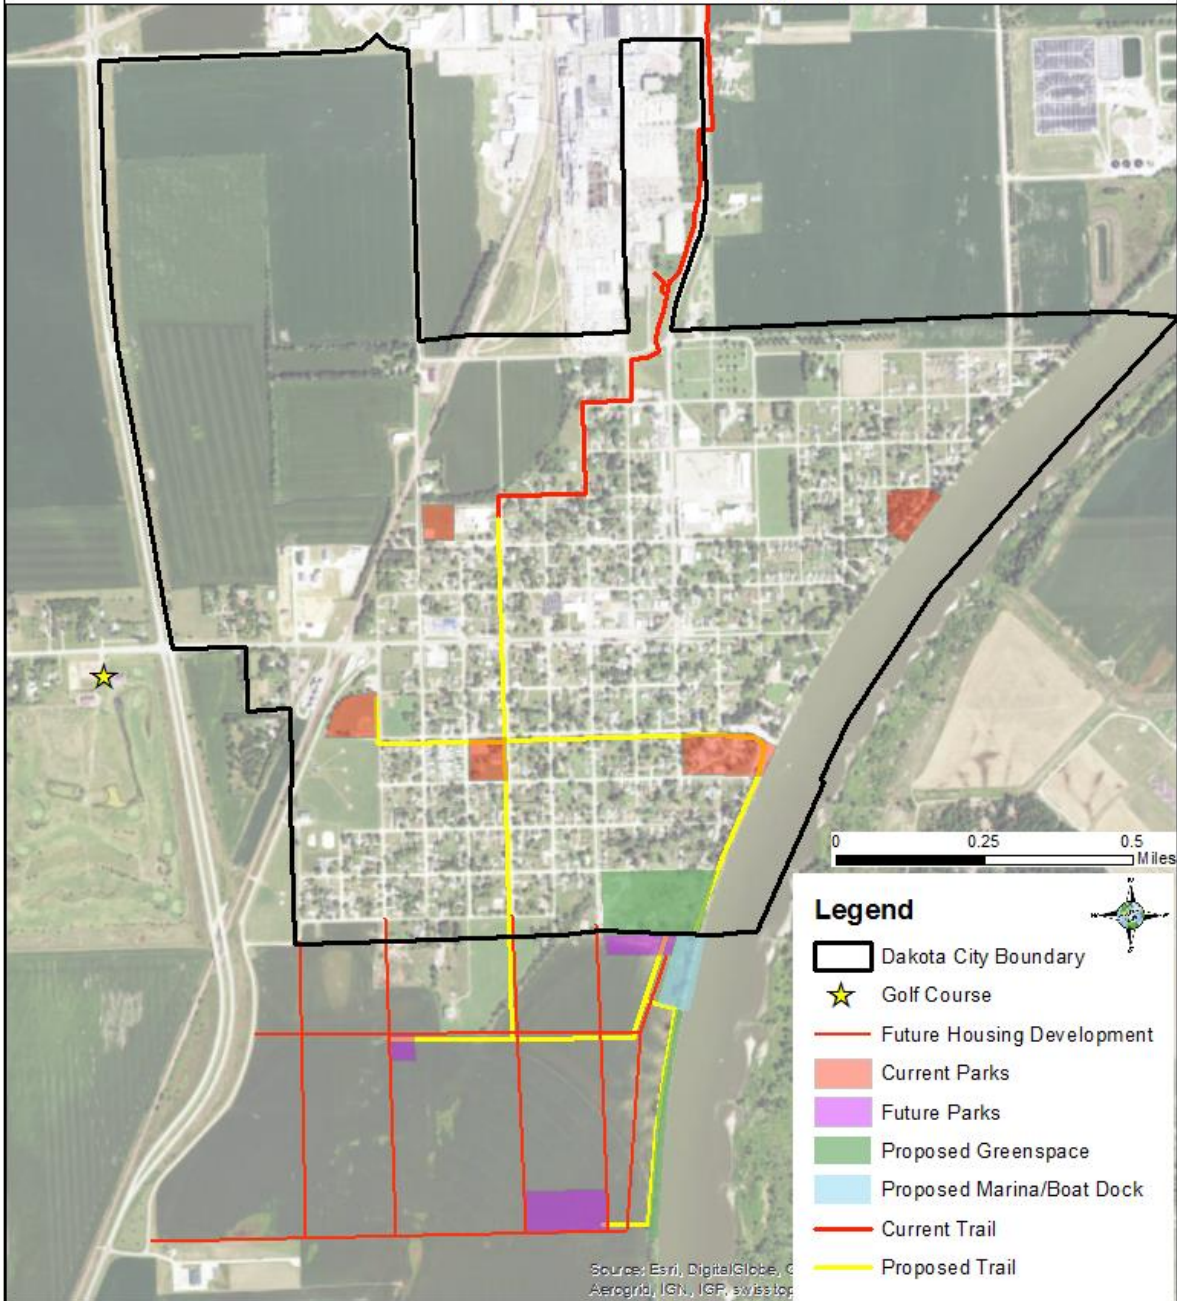 0 0.25 0.5
Miles
Legend
Dakota City Boundary
Golf Course
Future Housing Development
Current Parks
Future Parks
Proposed Greenspace
Proposed Marina/Boat Dock
Current Trail
Proposed Trail
Source: Esri, DigitalGlobe, G
Aerogrid, IGN, IGP, swisstop